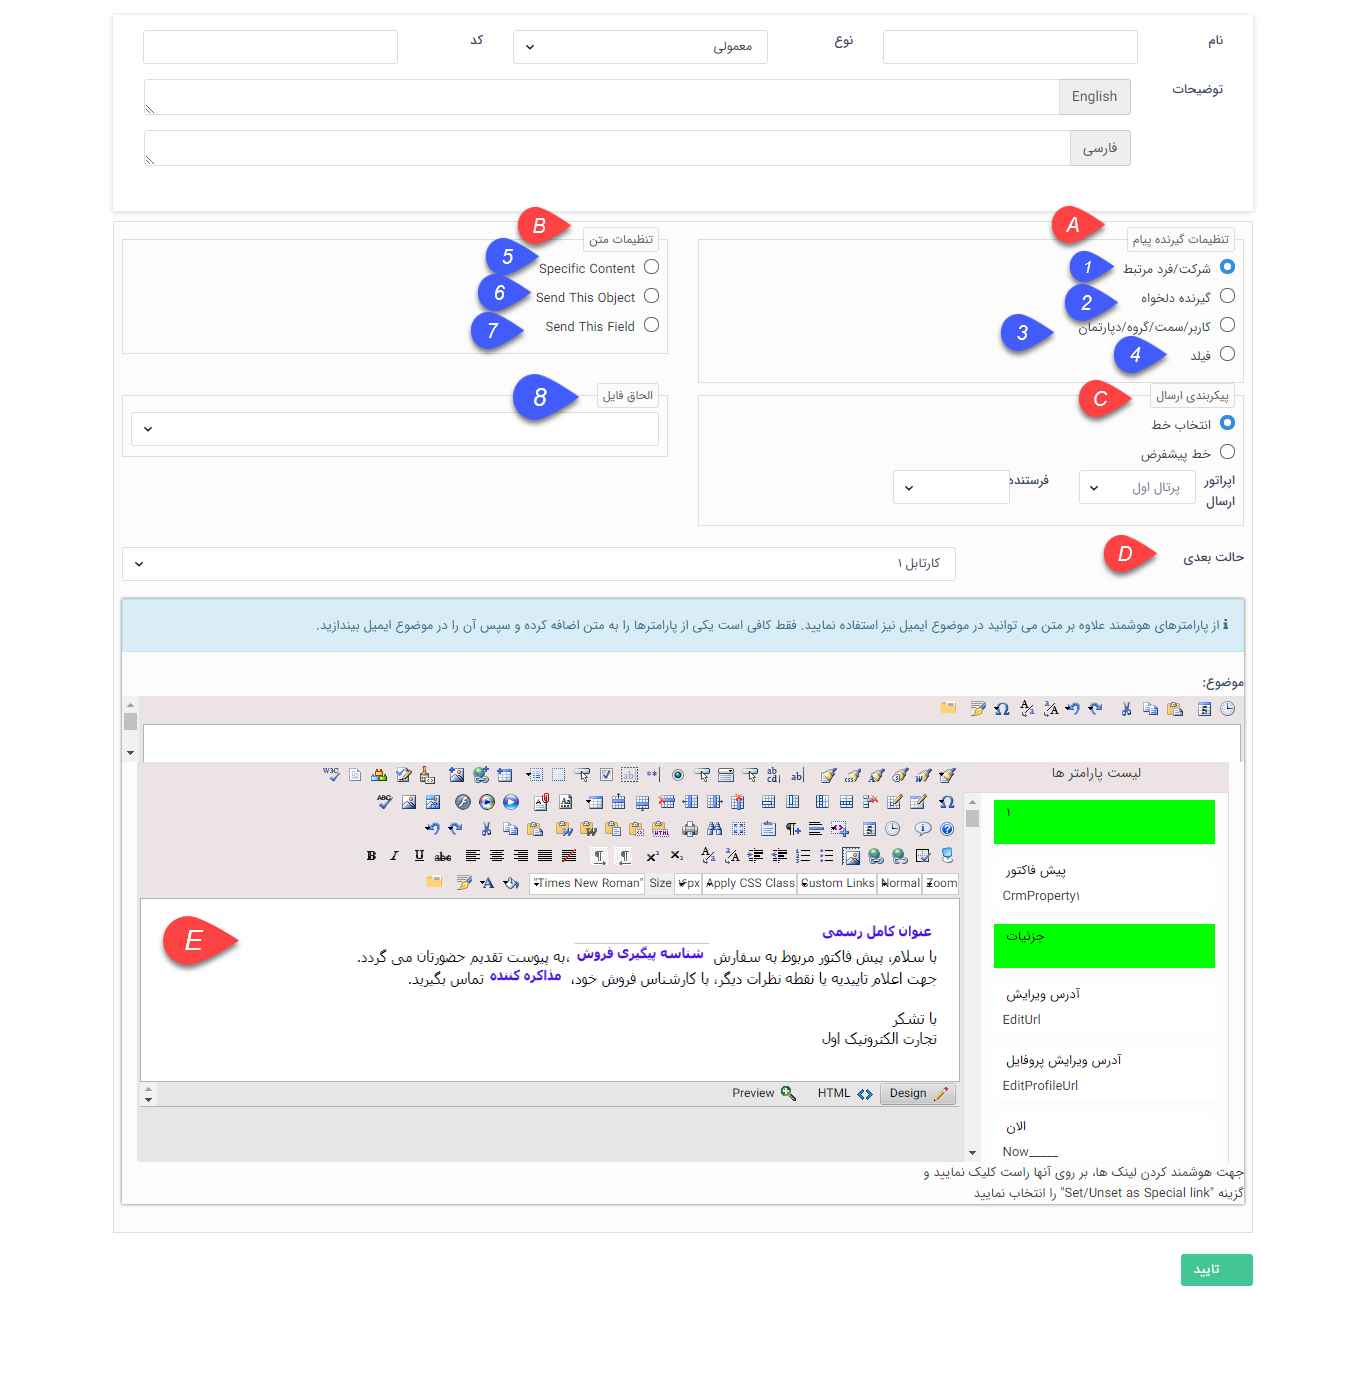 نام
نوع
معمولی
کد
توضیحات
English
فارسی
A
تنظیمات گیرنده پیام
1
شرکت/فرد مرتبط
2
گیرنده دلخواه
3
کاربر/سمت/گروه/دپارتمان
4
فیلد
B
تنظیمات متن
5
Specific Content
6
Send This Object
7
Send This Field
C
پیکربندی ارسال
انتخاب خط
خط پیشفرض
اپراتور ارسال
پرتال اول
فرستنده
8
الحاق فایل
D
حالت بعدی
کارتابل ۱
از پارامترهای هوشمند علاوه بر متن می توانید در موضوع ایمیل نیز استفاده نمایید. فقط کافی است یکی از پارامترها را به متن اضافه کرده و سپس آن را در موضوع ایمیل بیندازید.
موضوع:
لیست پارامتر ها
۱
پیش فاکتور
CrmProperty۱
جزئیات
آدرس ویرایش
EditUrl
آدرس ویرایش پروفایل
EditProfileUrl
الان
Now_____
"Times New Roman" Size px Apply CSS Class Custom Links Normal Zoom
E
عنوان کامل رسمی
با سلام، پیش فاکتور مربوط به سفارش شناسه پیگیری فروش ،به پیوست تقدیم حضورتان می گردد.
جهت اعلام تاییدیه یا نقطه نظرات دیگر، با کارشناس فروش خود، مذاکره کننده تماس بگیرید.
با تشکر
تجارت الکترونیک اول
Design HTML Preview
جهت هوشمند کردن لینک ها، بر روی آنها راست کلیک نمایید و
گزینه "Set/Unset as Special link" را انتخاب نمایید
تایید